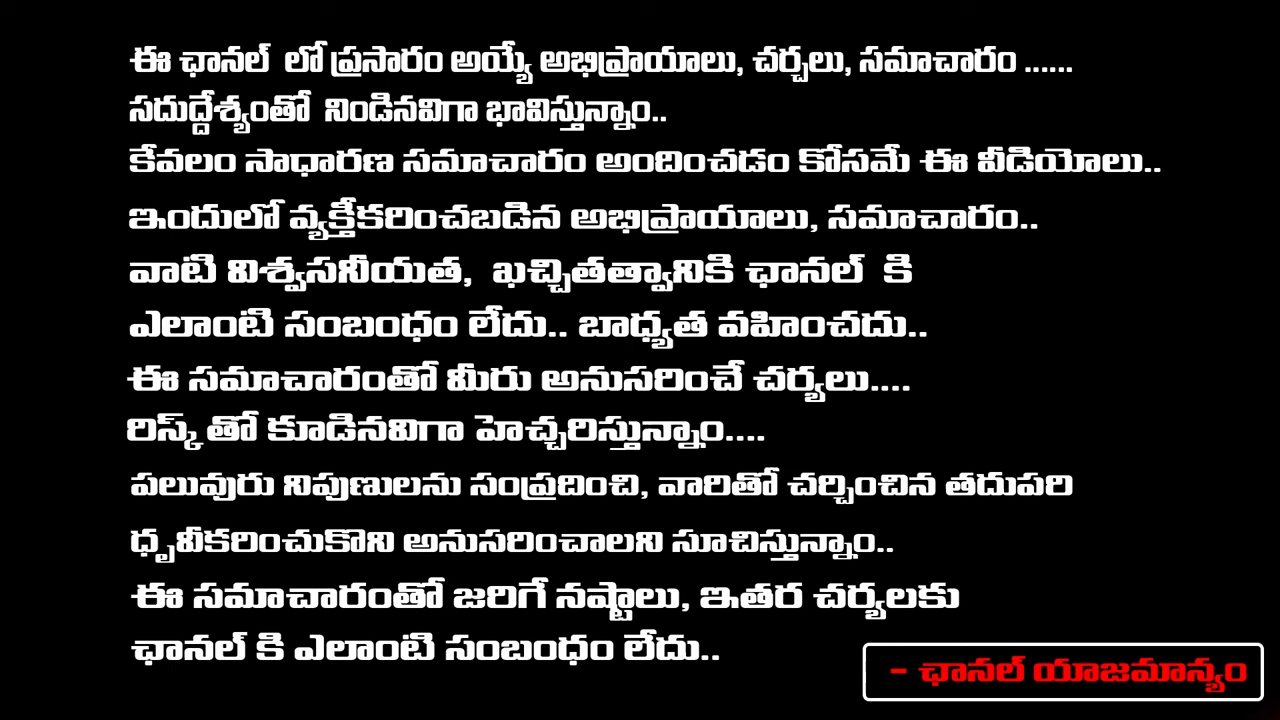 ఈ ఛానల్ లో ప్రసారం అయ్యే అభిప్రాయాలు, చర్చలు, సమాచారం ......
సదుద్దేశ్యంతో నిండినవిగా భావిస్తున్నాం..
కేవలం సాధారణ సమాచారం అందించడం కోసమే ఈ వీడియోలు..
ఇందులో వ్యక్తీకరించబడిన అభిప్రాయాలు, సమాచారం..
వాటి విశ్వసనీయత, ఖచ్చితత్వానికి ఛానల్ కి
ఎలాంటి సంబంధం లేదు.. బాధ్యత వహించదు..
ఈ సమాచారంతో మీరు అనుసరించే చర్యలు....
రిస్క్ తో కూడినవిగా హెచ్చరిస్తున్నాం....
పలువురు నిపుణులను సంప్రదించి, వారితో చర్చించిన తదుపరి
ధృవీకరించుకొని అనుసరించాలని సూచిస్తున్నాం..
ఈ సమాచారంతో జరిగే నష్టాలు, ఇతర చర్యలకు
ఛానల్ కి ఎలాంటి సంబంధం లేదు..
- ఛానల్ యాజమాన్యం